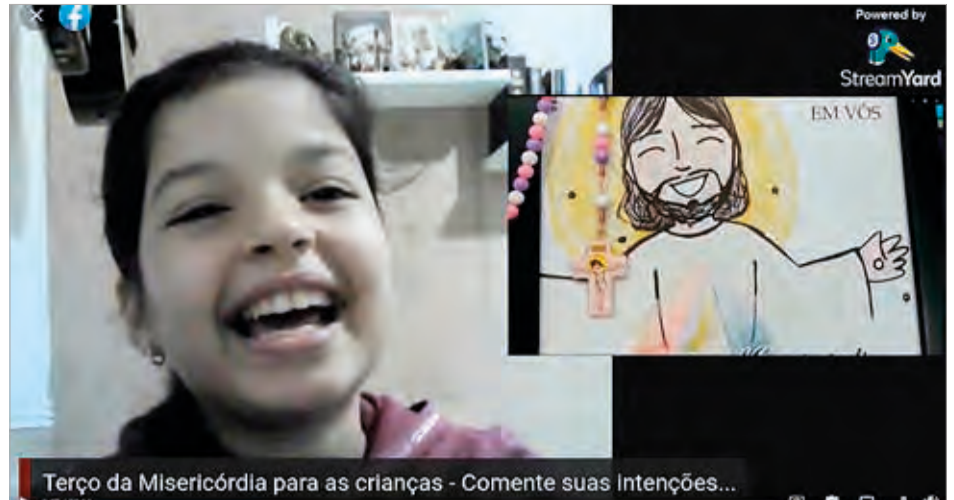 Powered by
StreamYard
EM VÓS
Terço da Misericórdia para as crianças - Comente suas intenções...